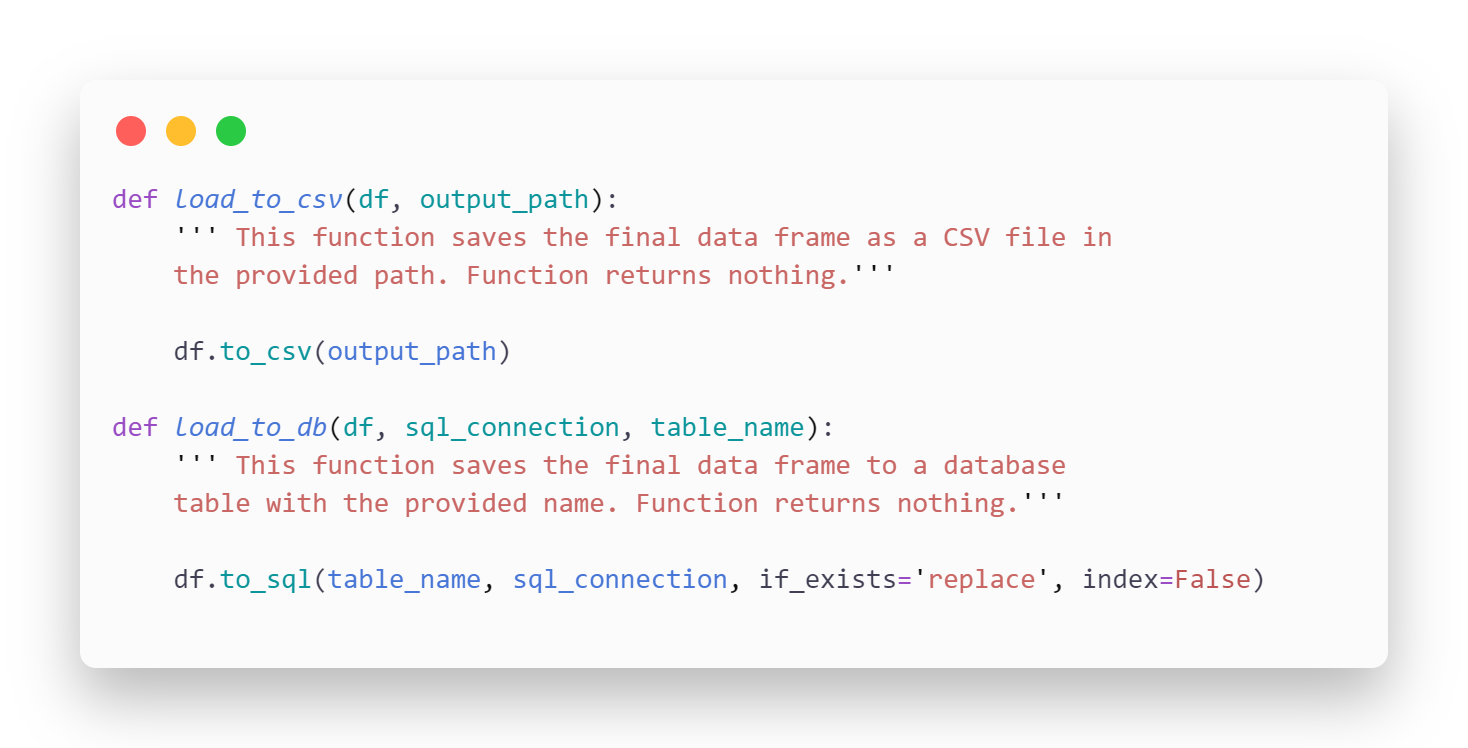 def load_to_csv(df, output_path):
    ''' This function saves the final data frame as a CSV file in
    the provided path. Function returns nothing.'''

    df.to_csv(output_path)

def load_to_db(df, sql_connection, table_name):
    ''' This function saves the final data frame to a database
    table with the provided name. Function returns nothing.'''

    df.to_sql(table_name, sql_connection, if_exists='replace', index=False)